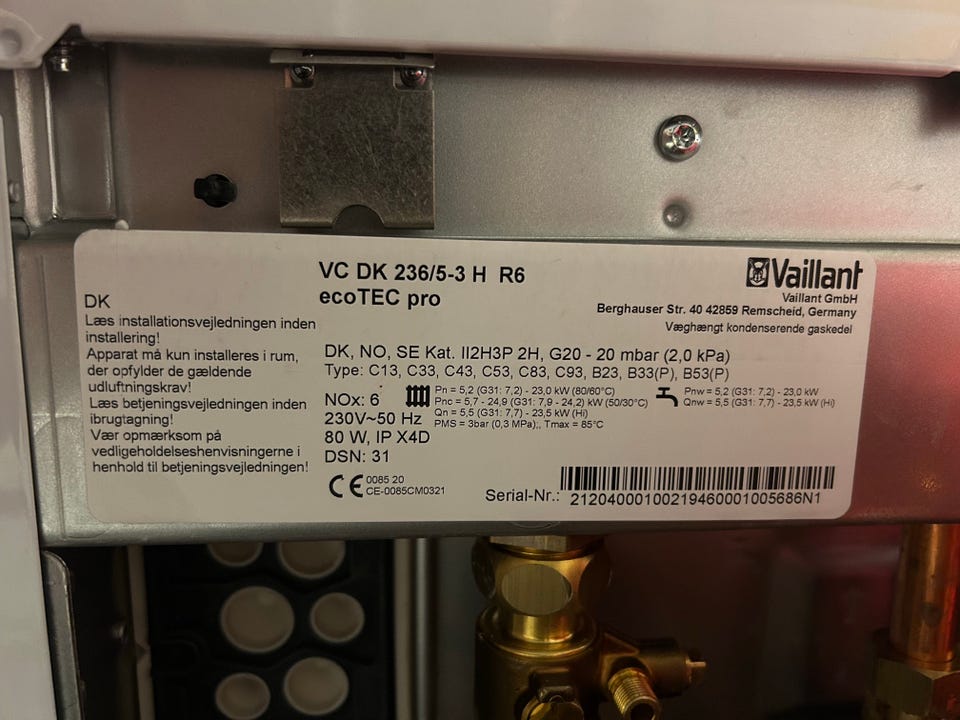 VC DK 236/5-3 H R6
ecoTEC pro
Vaillant
Vaillant GmbH
Berghauser Str. 40 42859 Remscheid, Germany
Væghængt kondenserende gaskedel
DK
Læs installationsvejledningen inden
installering!
Apparat må kun installeres i rum,
der opfylder de gældende
udluftningskrav!
Læs betjeningsvejledningen inden
ibrugtagning!
Vær opmærksom på
vedligeholdelseshenvisningerne i
henhold til betjeningsvejledningen!
DK, NO, SE Kat. II2H3P 2H, G20 - 20 mbar (2,0 kPa)
Type: C13, C33, C43, C53, C83, C93, B23, B33(P), B53(P)
NOx: 6
230V~50 Hz
80 W, IP X4D
DSN: 31
Pn = 5,2 (G31: 7,2) - 23,0 kW (80/60°C)
Pnc = 5,7 - 24,9 (G31: 7,9 - 24,2) kW (50/30°C)
Qn = 5,5 (G31: 7,7) - 23,5 kW (Hi)
PMS = 3bar (0,3 MPa);, Tmax = 85°C
Pnw = 5,2 (G31: 7,2) - 23,0 kW
Qnw = 5,5 (G31: 7,7) - 23,5 kW (Hi)
CE 0085 20
CE-0085CM0321
Serial-Nr.: 21204000100219460001005686N1